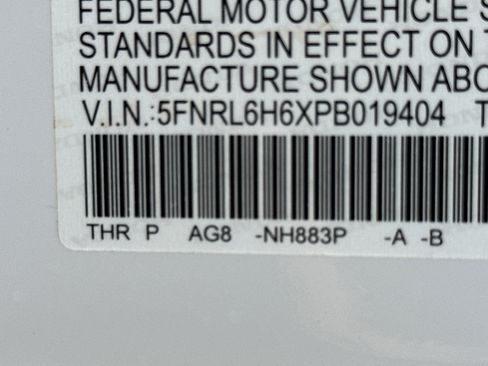 FEDERAL MOTOR VEHICLE S
STANDARDS IN EFFECT ON T
MANUFACTURE SHOWN ABO
V.I.N.:5FNRL6H6XPB019404 T
THR P AG8 -NH883P -A -B